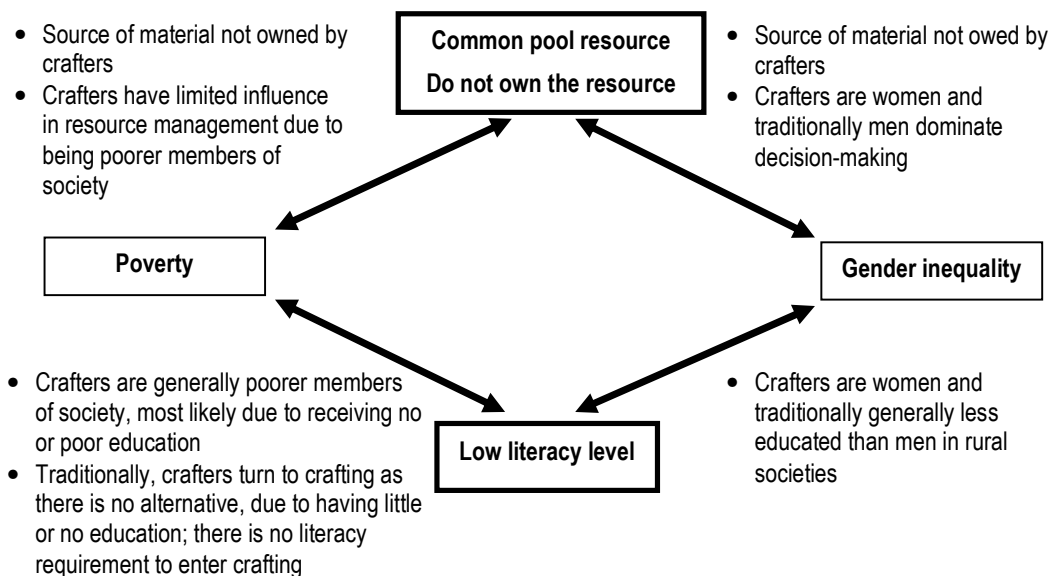 • Source of material not owned by
crafters
• Crafters have limited influence
in resource management due to
being poorer members of
society
Common pool resource
Do not own the resource
• Source of material not owed by
crafters
• Crafters are women and
traditionally men dominate
decision-making
Poverty
Gender inequality
• Crafters are generally poorer members
of society, most likely due to receiving no
or poor education
• Traditionally, crafters turn to crafting as
there is no alternative, due to having little
or no education; there is no literacy
requirement to enter crafting
Low literacy level
• Crafters are women and
traditionally generally less
educated than men in rural
societies